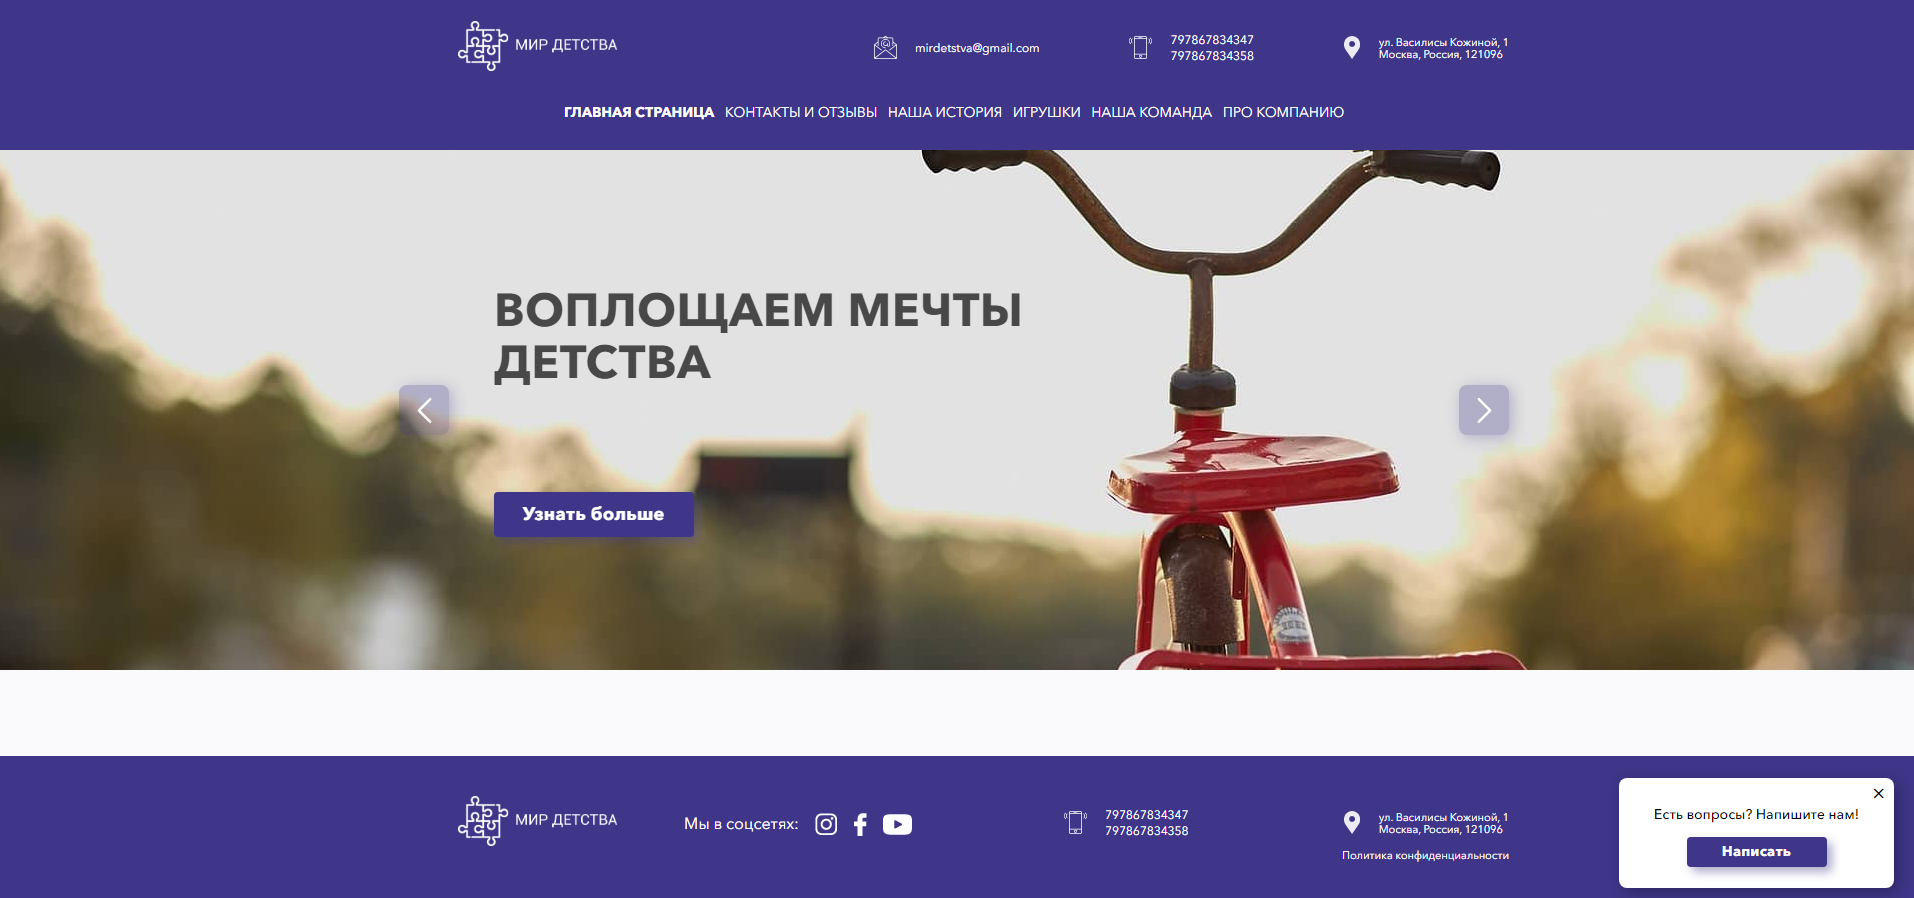 МИР ДЕТСТВА
mirdetstva@gmail.com
797867834347
797867834358
ул. Василисы Кожиной, 1
Москва, Россия, 121096
ГЛАВНАЯ СТРАНИЦА КОНТАКТЫ И ОТЗЫВЫ НАША ИСТОРИЯ ИГРУШКИ НАША КОМАНДА ПРО КОМПАНИЮ
ВОПЛОЩАЕМ МЕЧТЫ
ДЕТСТВА
Узнать больше
МИР ДЕТСТВА
Мы в соцсетях:
797867834347
797867834358
ул. Василисы Кожиной, 1
Москва, Россия, 121096
Политика конфиденциальности
Есть вопросы? Напишите нам!
Написать